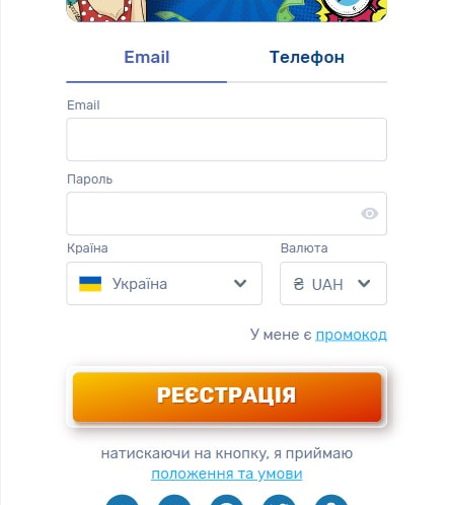 Email Телефон
Email
Пароль
Країна Валюта
Україна ₴ UAH
У мене є промокод
РЕЄСТРАЦІЯ
натискаючи на кнопку, я приймаю
положення та умови